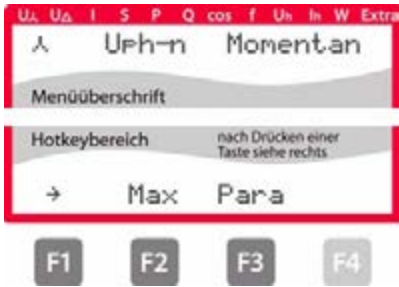 U⅄ U△ I S P Q cos f Uh Ih W Extra
⅄ UPh-n Momentan
Menüüberschrift
Hotkeybereich nach Drücken einer
Taste siehe rechts
→ Max Para
F1 F2 F3 F4